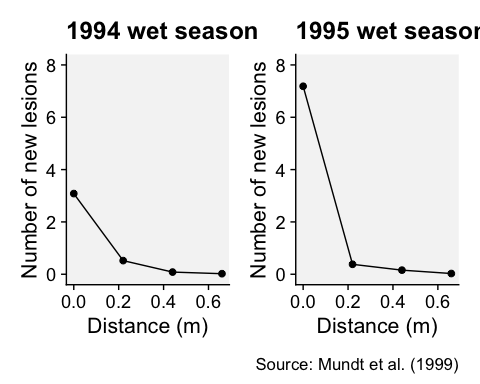 1994 wet season
1995 wet season
Number of new lesions
8
6
4
2
0
0.0 0.2 0.4 0.6
Distance (m)
Number of new lesions
8
6
4
2
0
0.0 0.2 0.4 0.6
Distance (m)
Source: Mundt et al. (1999)